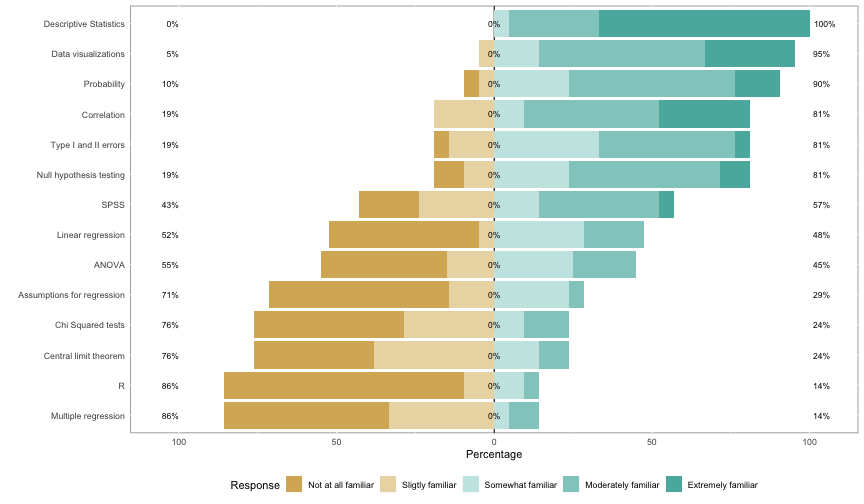 Descriptive Statistics 0% 0% 100%
Data visualizations 5% 0% 95%
Probability 10% 0% 90%
Correlation 19% 0% 81%
Type I and II errors 19% 0% 81%
Null hypothesis testing 19% 0% 81%
SPSS 43% 0% 57%
Linear regression 52% 0% 48%
ANOVA 55% 0% 45%
Assumptions for regression 71% 0% 29%
Chi Squared tests 76% 0% 24%
Central limit theorem 76% 0% 24%
R 86% 0% 14%
Multiple regression 86% 0% 14%
100 50 0 50 100
Percentage
Response Not at all familiar Sligtly familiar Somewhat familiar Moderately familiar Extremely familiar